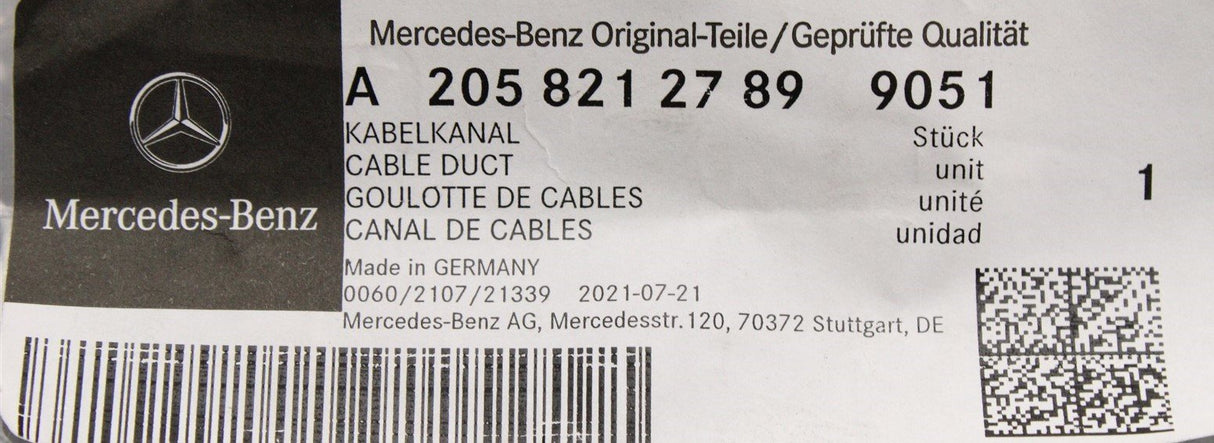 Mercedes-Benz Original-Teile/Geprüfte Qualität
Mercedes-Benz
A 205 821 27 89 9051
KABELKANAL Stück
CABLE DUCT unit
GOULOTTE DE CABLES unité
CANAL DE CABLES unidad
1
Made in GERMANY
0060/2107/21339 2021-07-21
Mercedes-Benz AG, Mercedesstr. 120, 70372 Stuttgart, DE